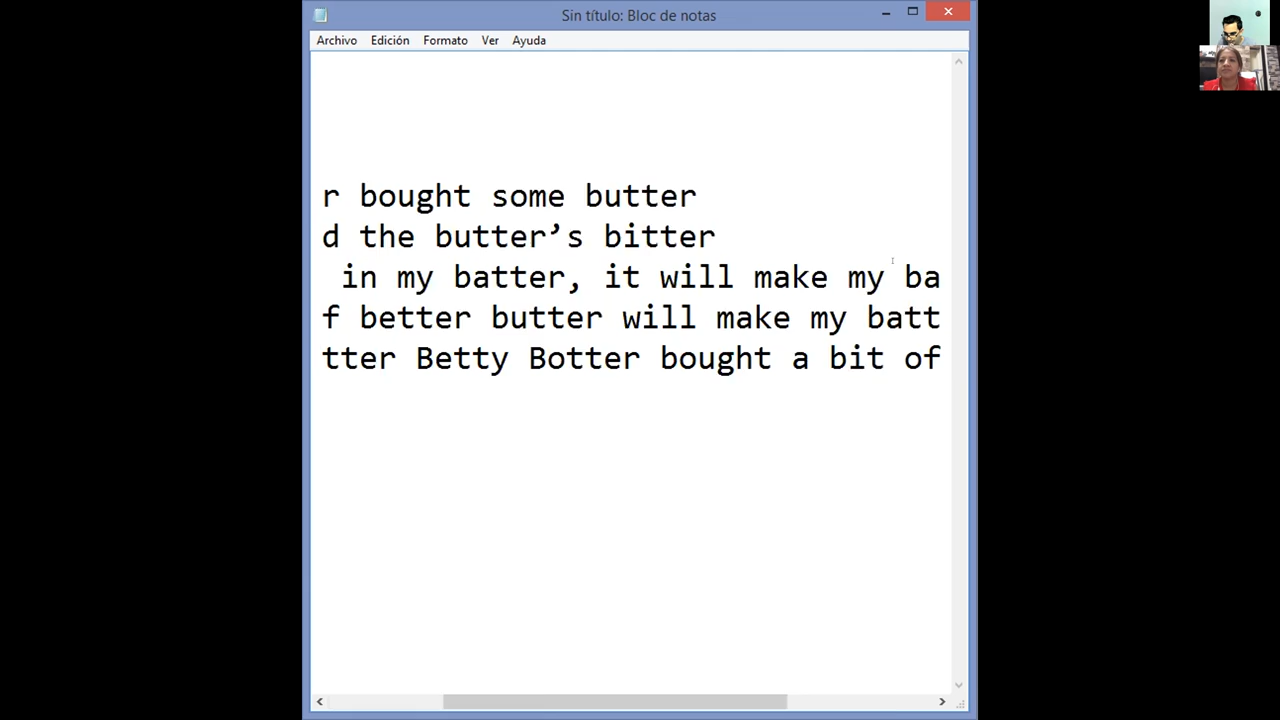 Sin título: Bloc de notas
Archivo Edición Formato Ver Ayuda
r bought some butter
d the butter’s bitter
in my batter, it will make my ba
f better butter will make my batt
tter Betty Botter bought a bit of